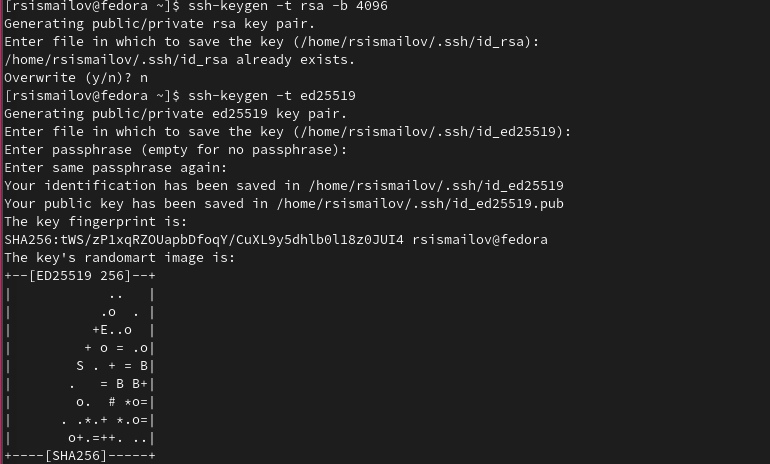 [rsismailov@fedora ~]$ ssh-keygen -t rsa -b 4096
Generating public/private rsa key pair.
Enter file in which to save the key (/home/rsismailov/.ssh/id_rsa):
/home/rsismailov/.ssh/id_rsa already exists.
Overwrite (y/n)? n
[rsismailov@fedora ~]$ ssh-keygen -t ed25519
Generating public/private ed25519 key pair.
Enter file in which to save the key (/home/rsismailov/.ssh/id_ed25519):
Enter passphrase (empty for no passphrase):
Enter same passphrase again:
Your identification has been saved in /home/rsismailov/.ssh/id_ed25519
Your public key has been saved in /home/rsismailov/.ssh/id_ed25519.pub
The key fingerprint is:
SHA256:tWS/zP1xqRZOUapbDfoqY/CuXL9y5dhlb0l18z0JUI4 rsismailov@fedora
The key's randomart image is:
+--[ED25519 256]--+
|             ..   |
|            .o  . |
|           +E..o  |
|          + o = .o|
|         S . + = B|
|        .   = B B+|
|         o.  # *o=|
|       . .*.+ *.o=|
|        o+.=++. ..|
+----[SHA256]-----+